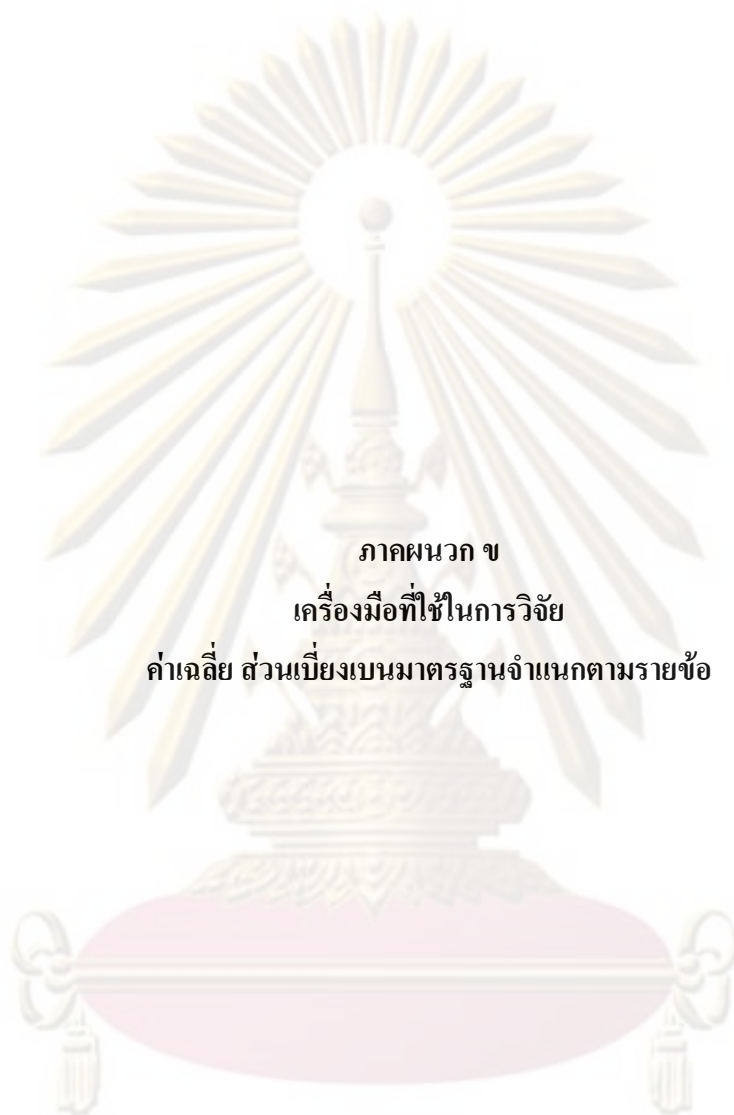 ภาคผนวก ข
เครื่องมือที่ใช้ในการวิจัย
ค่าเฉลี่ย ส่วนเบี่ยงเบนมาตรฐานจำแนกตามรายข้อ